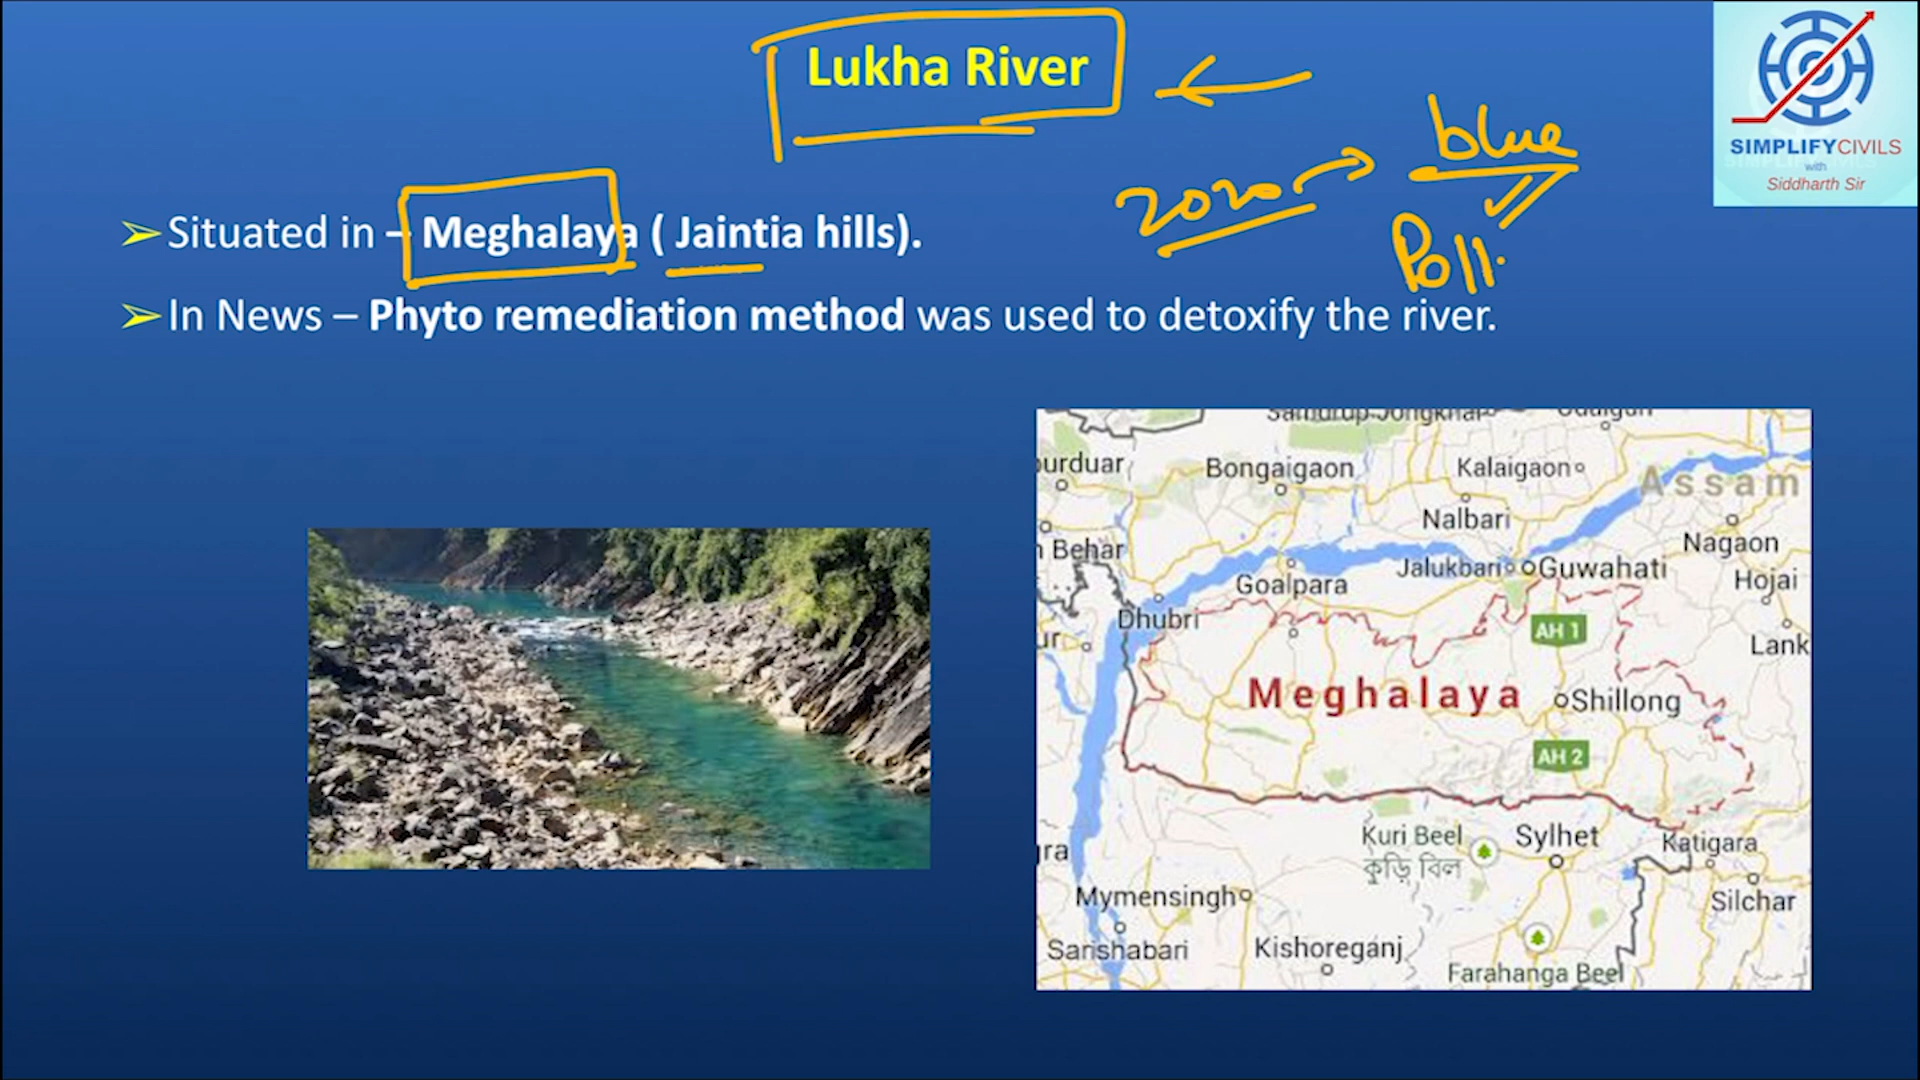 Lukha River
SIMPLIFYCIVILS
with
Siddharth Sir
blue
2020
Poll.
➢Situated in – Meghalaya ( Jaintia hills).
➢In News – Phyto remediation method was used to detoxify the river.
Samdrup Jongkhar
Udalguri
urduar
Bongaigaon
Kalaigaon
Assam
Nalbari
Nagaon
Behar
Jalukbari
Guwahati
Goalpara
Hojai
Dhubri
AH 1
ur
Lank
Meghalaya
Shillong
AH 2
Kuri Beel
কুড়ি বিল
Sylhet
Katigara
ra
Mymensingh
Silchar
Sarishabari
Kishoreganj
Farahanga Beel